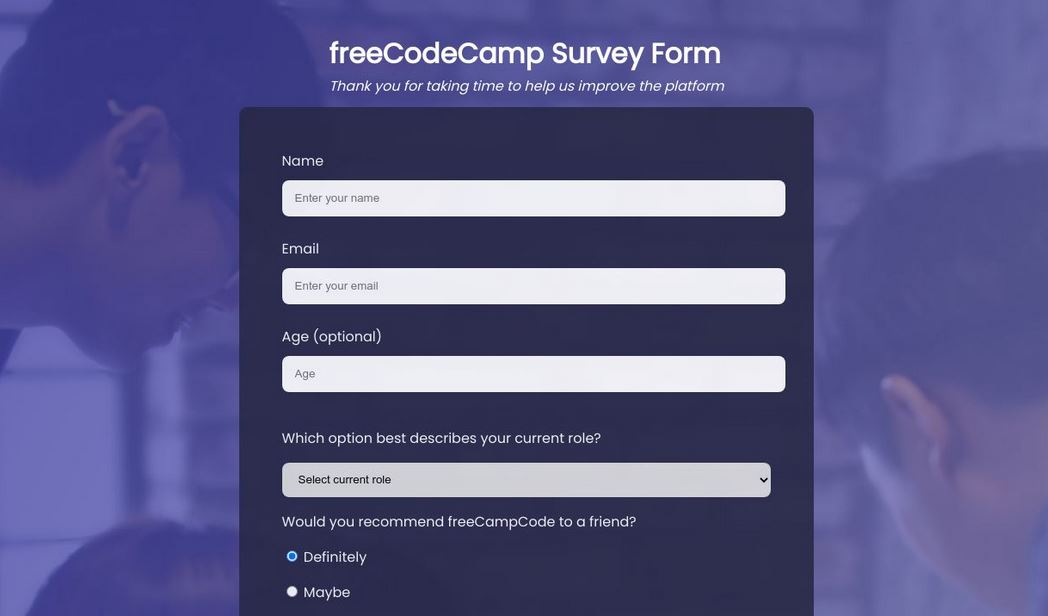 freeCodeCamp Survey Form
Thank you for taking time to help us improve the platform
Name
Enter your name
Email
Enter your email
Age (optional)
Age
Which option best describes your current role?
Select current role
Would you recommend freeCampCode to a friend?
Definitely
Maybe